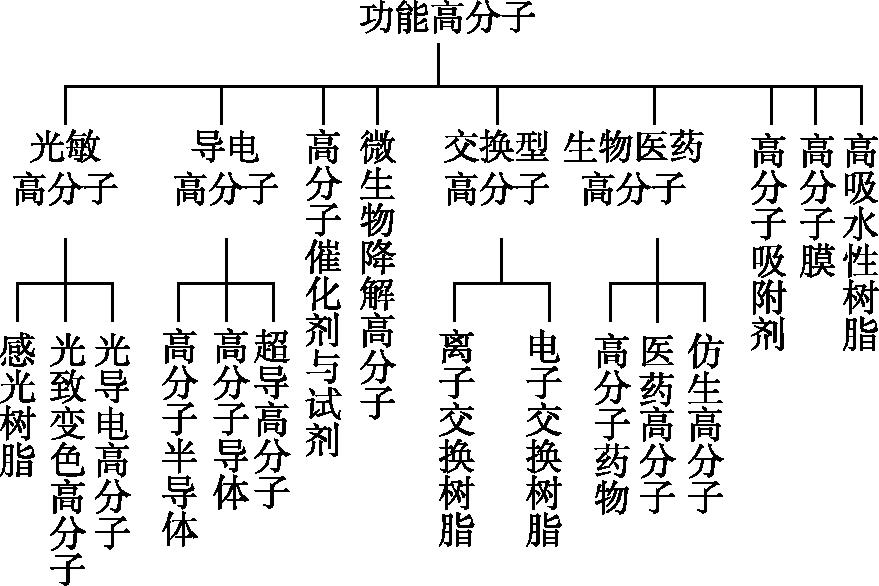 功能高分子
光敏
高分子
导电
高分子
高分子催化剂与试剂
微生物降解高分子
交换型
高分子
生物医药
高分子
高分子吸附剂
高分子膜
高吸水性树脂
感光树脂
光致变色高分子
光导电高分子
高分子半导体
高分子导体
超导高分子
离子交换树脂
电子交换树脂
高分子药物
医药高分子
仿生高分子